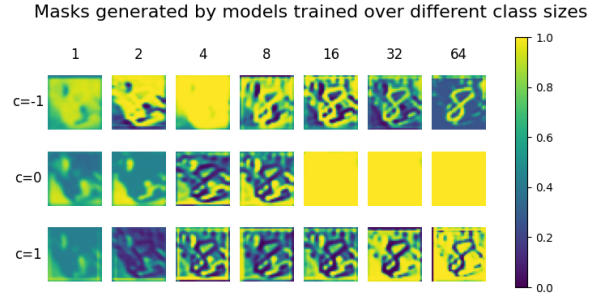 Masks generated by models trained over different class sizes
1 2 4 8 16 32 64
c=-1
c=0
c=1
1.0
0.8
0.6
0.4
0.2
0.0